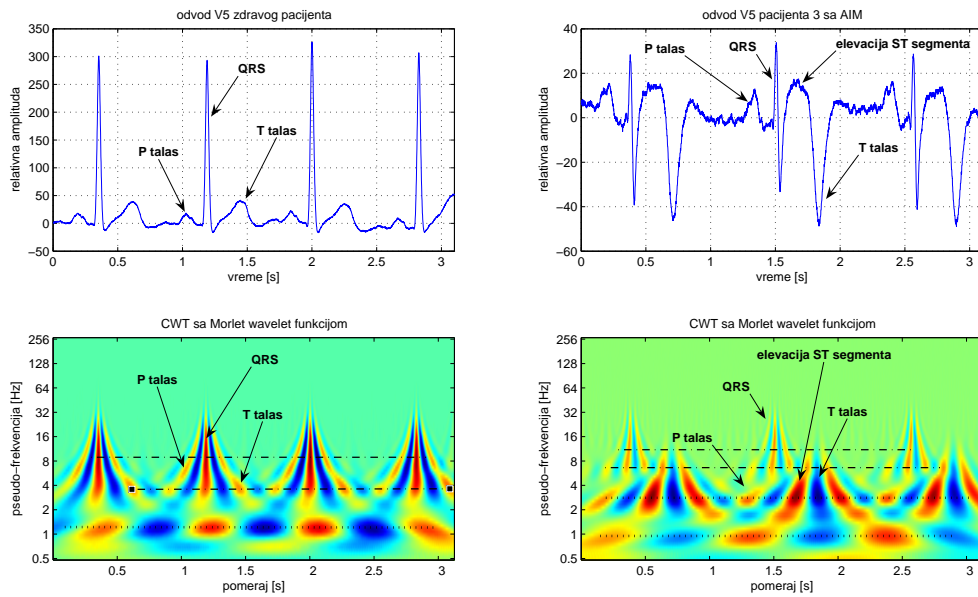 odvod V5 zdravog pacijenta
350
300
250
200
150
100
50
0
−50
relativna amplituda
QRS
P talas
T talas
0 0.5 1 1.5 2 2.5 3
vreme [s]
odvod V5 pacijenta 3 sa AIM
40
20
0
−20
−40
−60
relativna amplituda
P talas
QRS
elevacija ST segmenta
T talas
0 0.5 1 1.5 2 2.5 3
vreme [s]
CWT sa Morlet wavelet funkcijom
256
128
64
32
16
8
4
2
1
0.5
pseudo−frekvencija [Hz]
QRS
P talas
T talas
0.5 1 1.5 2 2.5 3
pomeraj [s]
CWT sa Morlet wavelet funkcijom
256
128
64
32
16
8
4
2
1
0.5
pseudo−frekvencija [Hz]
elevacija ST segmenta
QRS
T talas
P talas
0.5 1 1.5 2 2.5 3
pomeraj [s]